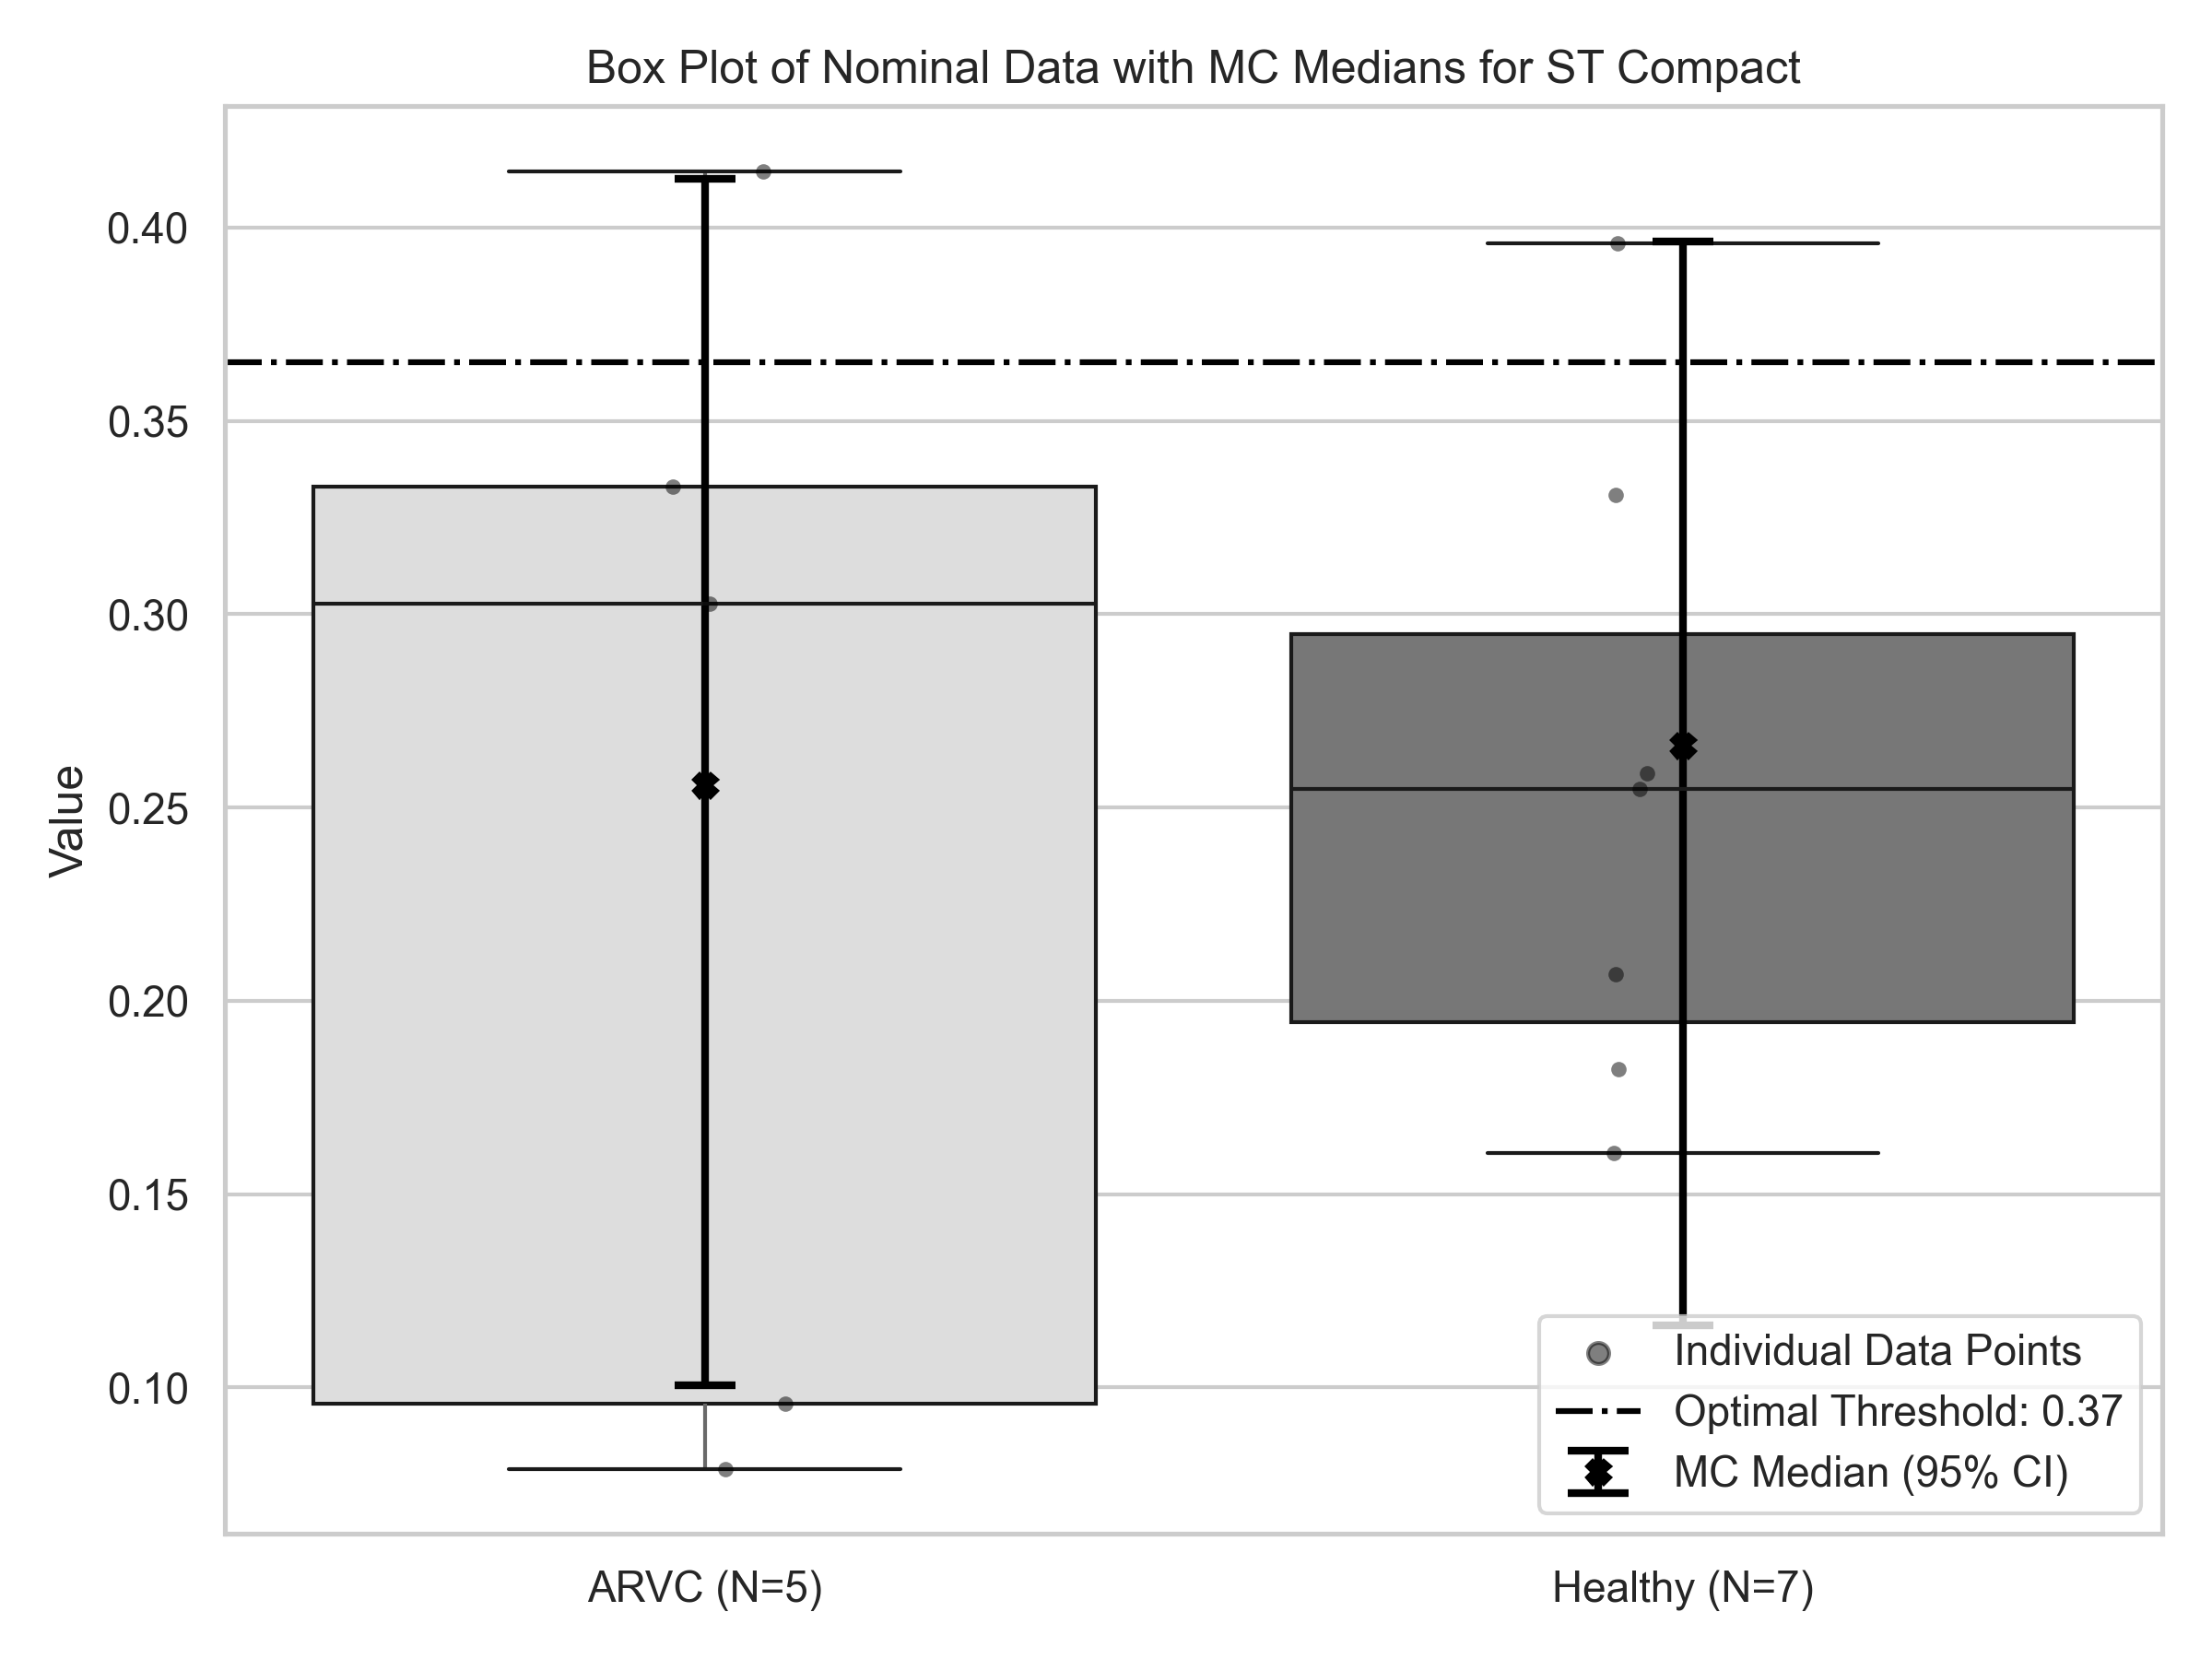 Box Plot of Nominal Data with MC Medians for ST Compact
Value
0.40
0.35
0.30
0.25
0.20
0.15
0.10
ARVC (N=5)
Healthy (N=7)
Individual Data Points
Optimal Threshold: 0.37
MC Median (95% CI)